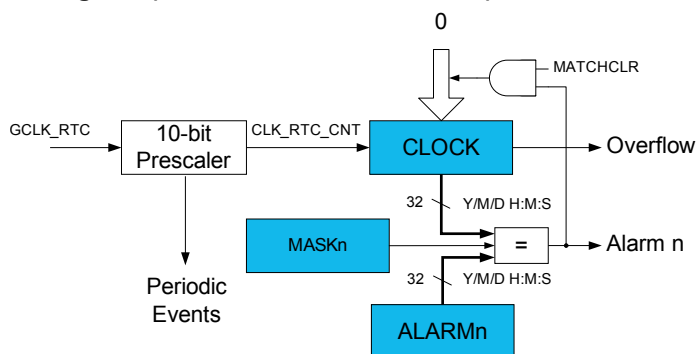 0
MATCHCLR
GCLK_RTC
10-bit
Prescaler
CLK_RTC_CNT
CLOCK
Overflow
32
Y/M/D H:M:S
MASKn
=
Alarm n
Periodic
Events
32
Y/M/D H:M:S
ALARMn